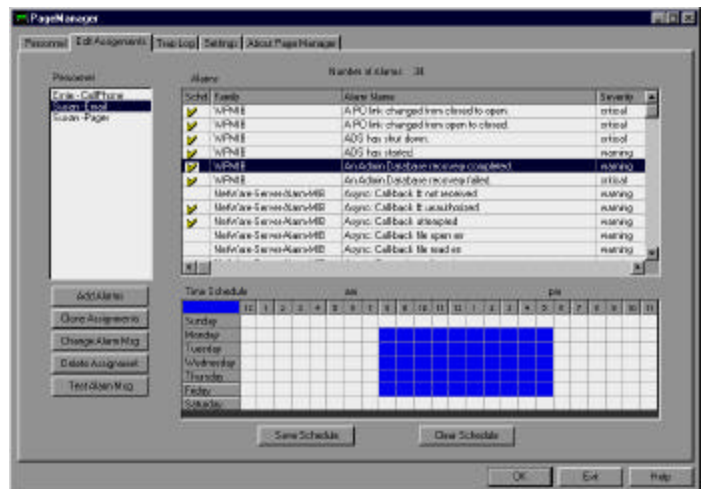 PageManager
Personnel Edit Assignments Trap Log Settings About Page Manager
Personnel
Ernie - CellPhone
Susan - Email
Susan - Pager
Alarms
Number of Alarms: 38
Sched Family Alarm Name Severity
WPMIB A PO link changed from closed to open. critical
WPMIB A PO link changed from open to closed. critical
WPMIB ADS has shut down. critical
WPMIB ADS has started. warning
WPMIB An Admin Database recovery completed. warning
WPMIB An Admin Database recovery failed. critical
NetWare-Server-Alarm-MIB Async: Callback # not received warning
NetWare-Server-Alarm-MIB Async: Callback # unauthorized warning
NetWare-Server-Alarm-MIB Async: Callback attempted warning
NetWare-Server-Alarm-MIB Async: Callback file open err warning
NetWare-Server-Alarm-MIB Async: Callback file read err warning
Add Alarms
Clone Assignments
Change Alarm Msg
Delete Assignment
Test Alarm Msg
Time Schedule am pm
12 1 2 3 4 5 6 7 8 9 10 11 12 1 2 3 4 5 6 7 8 9 10 11
Sunday
Monday
Tuesday
Wednesday
Thursday
Friday
Saturday
Save Schedule Clear Schedule
OK Exit Help